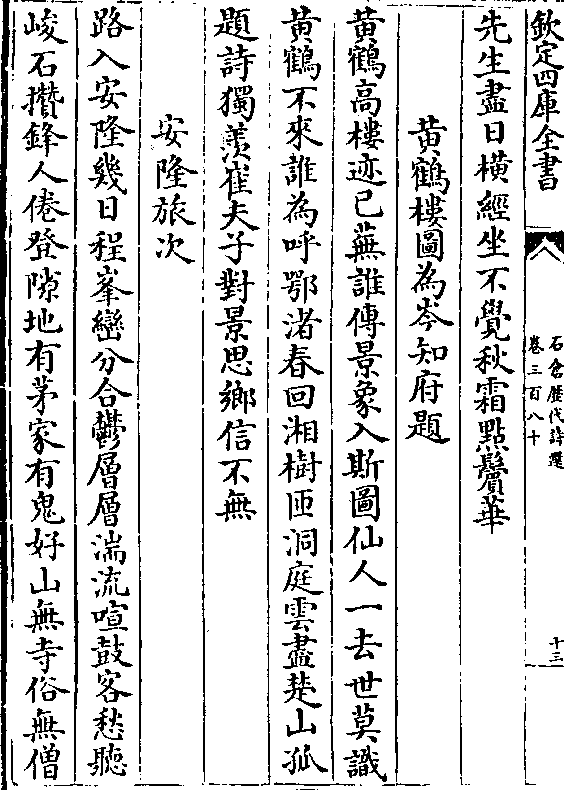 欽定四庫全書
石倉歷代詩選
卷三百八十
十三
先生盡日橫經坐不覺秋霜點鬢華
黄鶴樓圖為岑知府題
黄鶴高樓迹已蕪誰傳景象入斯圖仙人一去世莫識
黄鶴不來誰為呼鄂渚春回湘樹匝洞庭雲盡楚山孤
題詩獨羨崔夫子對景思鄉信不無
安隆旅次
路入安隆幾日程峯巒分合鬱層層湍流喧鼓客愁聽
峻石攢鋒人倦登隙地有茅家有鬼好山無寺俗無僧